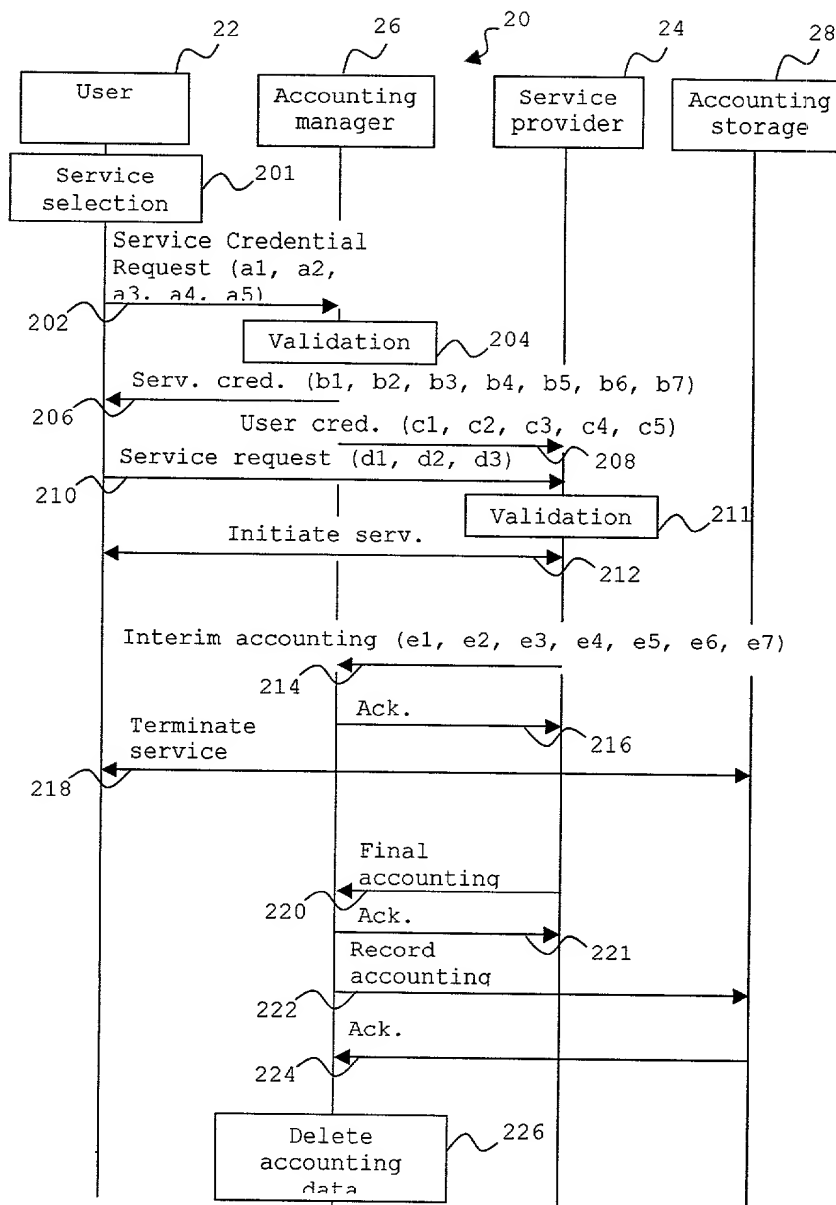 22
26
20
24
28
User
Accounting
manager
Service
provider
Accounting
storage
Service
selection
201
Service Credential
Request (a1, a2,
a3, a4, a5)
202
Validation
204
Serv. cred. (b1, b2, b3, b4, b5, b6, b7)
206
User cred. (c1, c2, c3, c4, c5)
208
Service request (d1, d2, d3)
210
Validation
211
Initiate serv.
212
Interim accounting (e1, e2, e3, e4, e5, e6, e7)
214
Ack.
216
Terminate
service
218
Final
accounting
220
Ack.
221
Record
accounting
222
Ack.
224
Delete
accounting
data
226